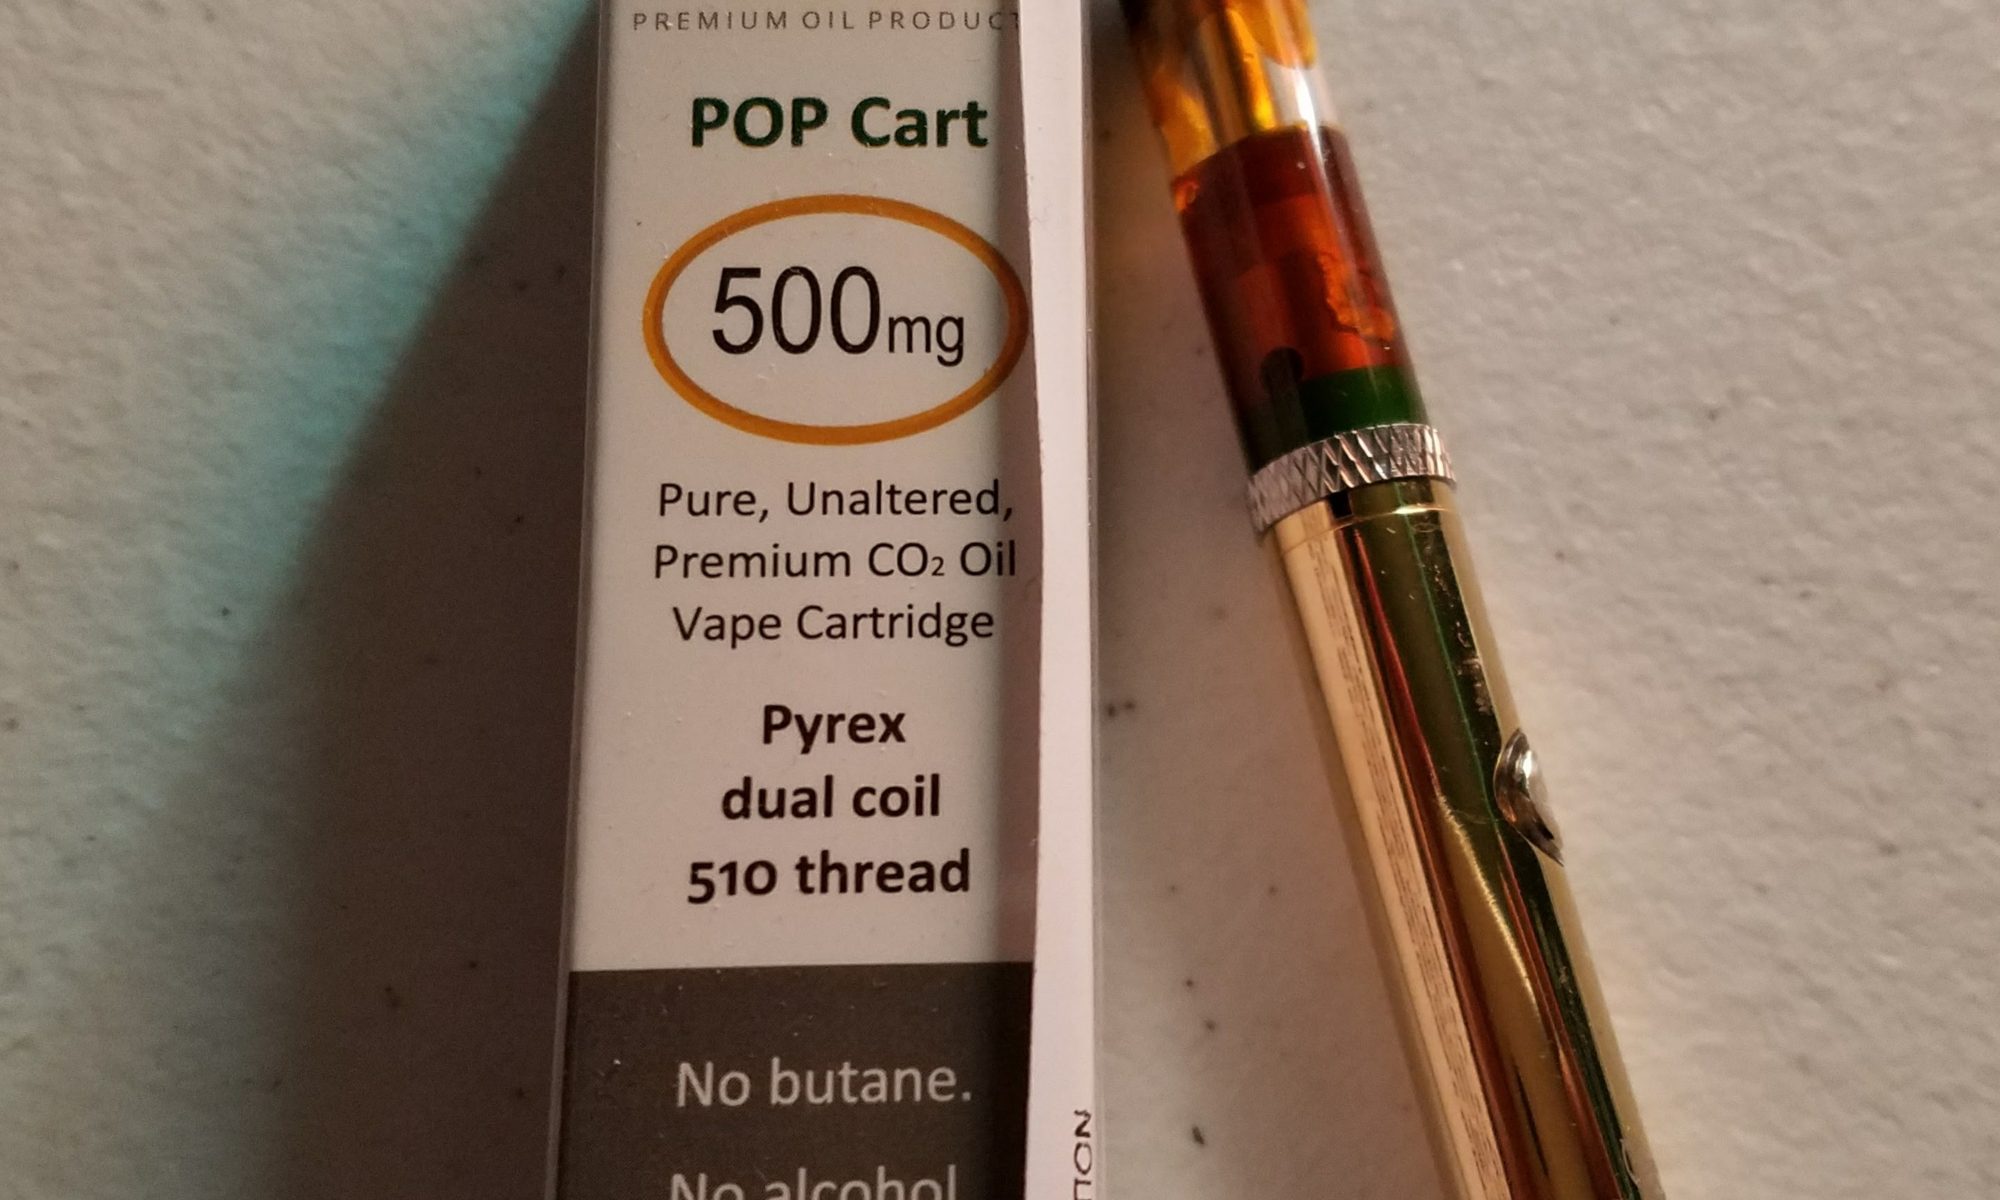 PREMIUM OIL PRODUCT
POP Cart
500mg
Pure, Unaltered,
Premium CO₂ Oil
Vape Cartridge
Pyrex
dual coil
510 thread
No butane.
No alcohol